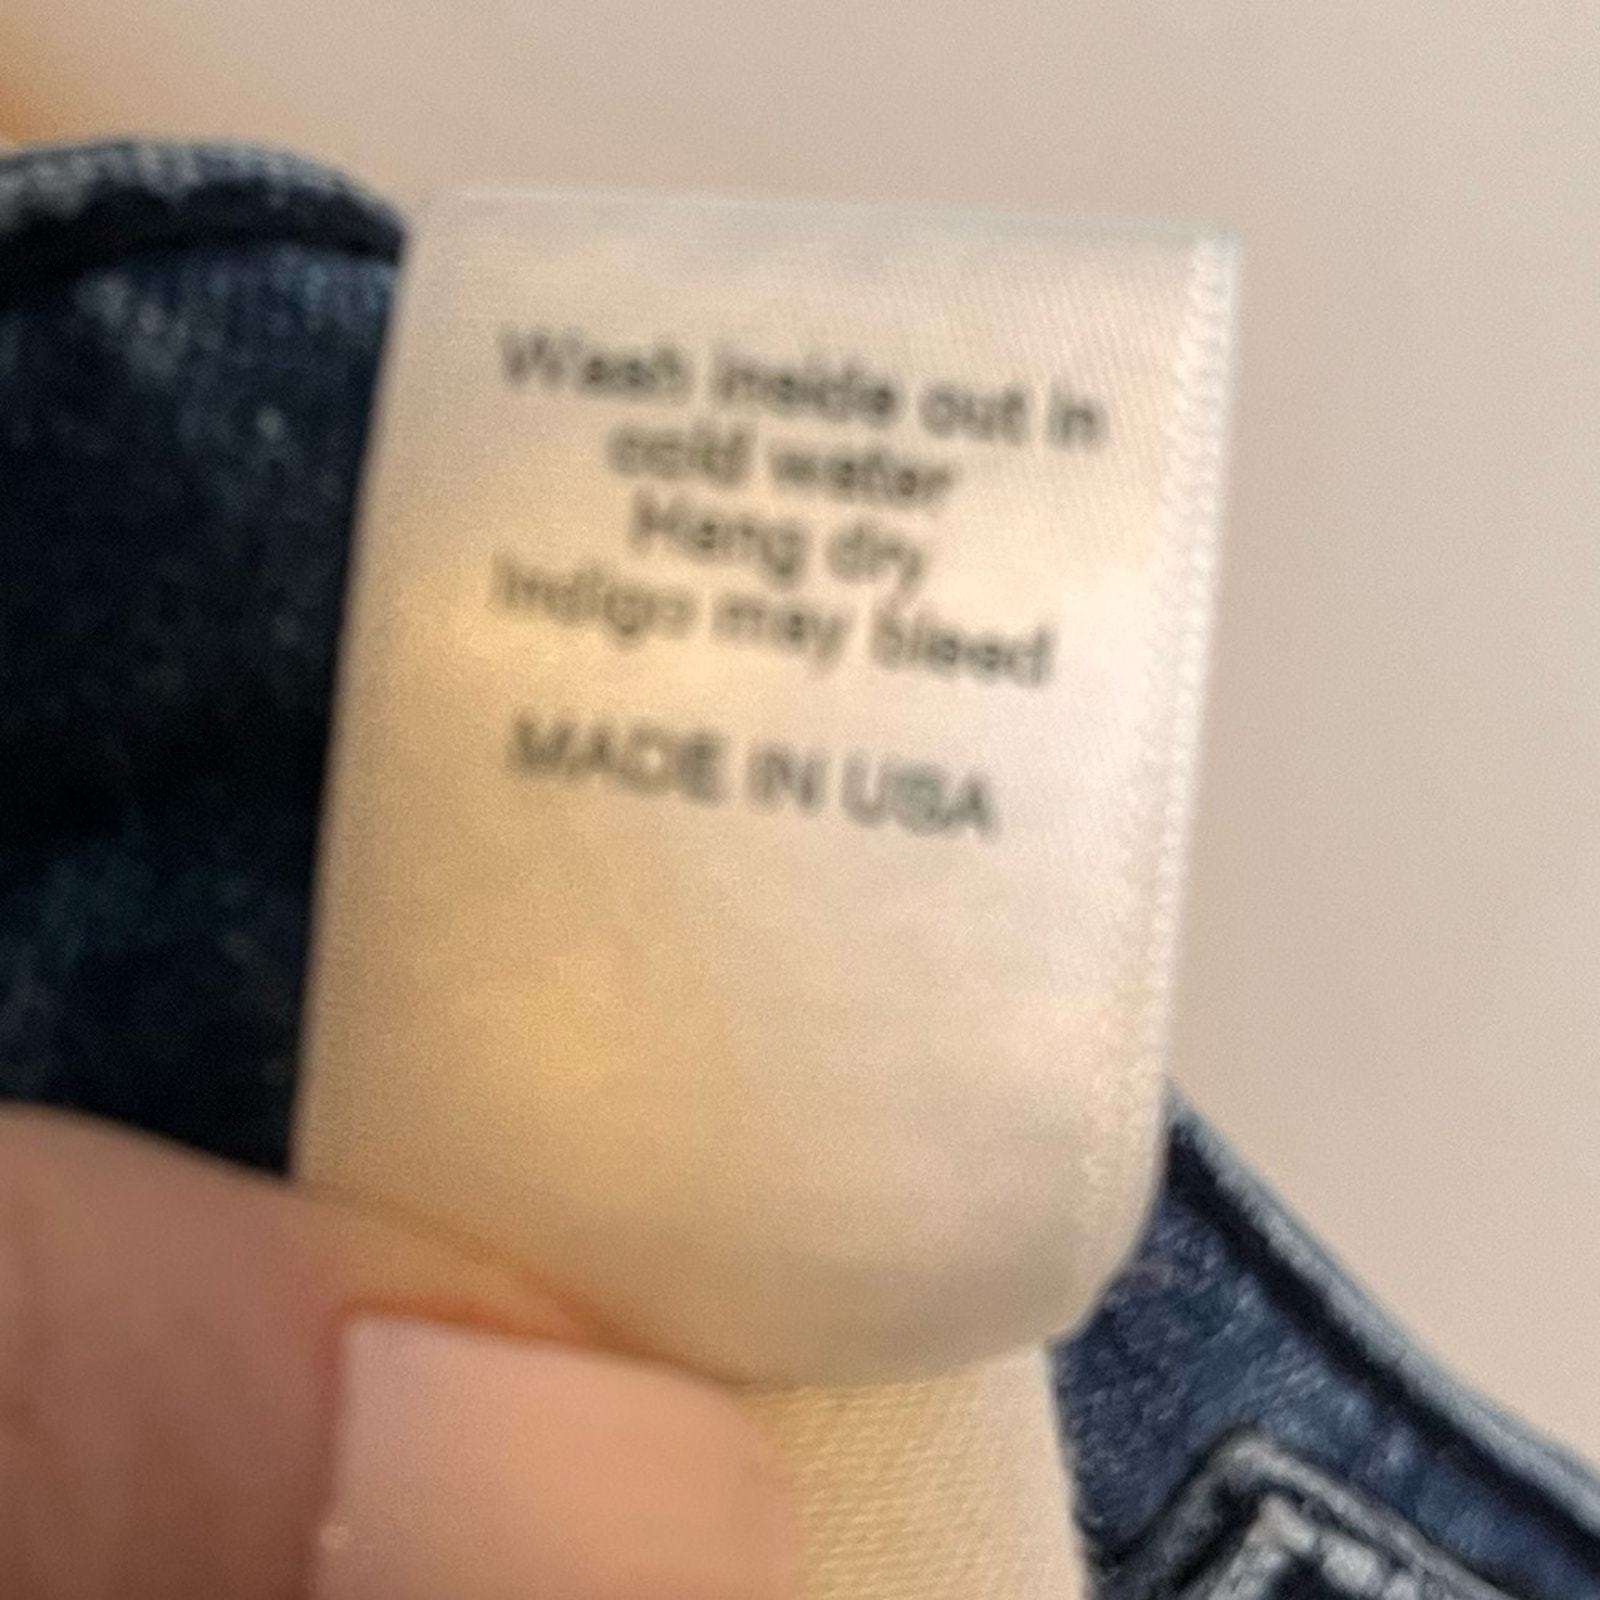 Wash inside out in
cold water
Hang dry
Indigo may bleed
MADE IN USA